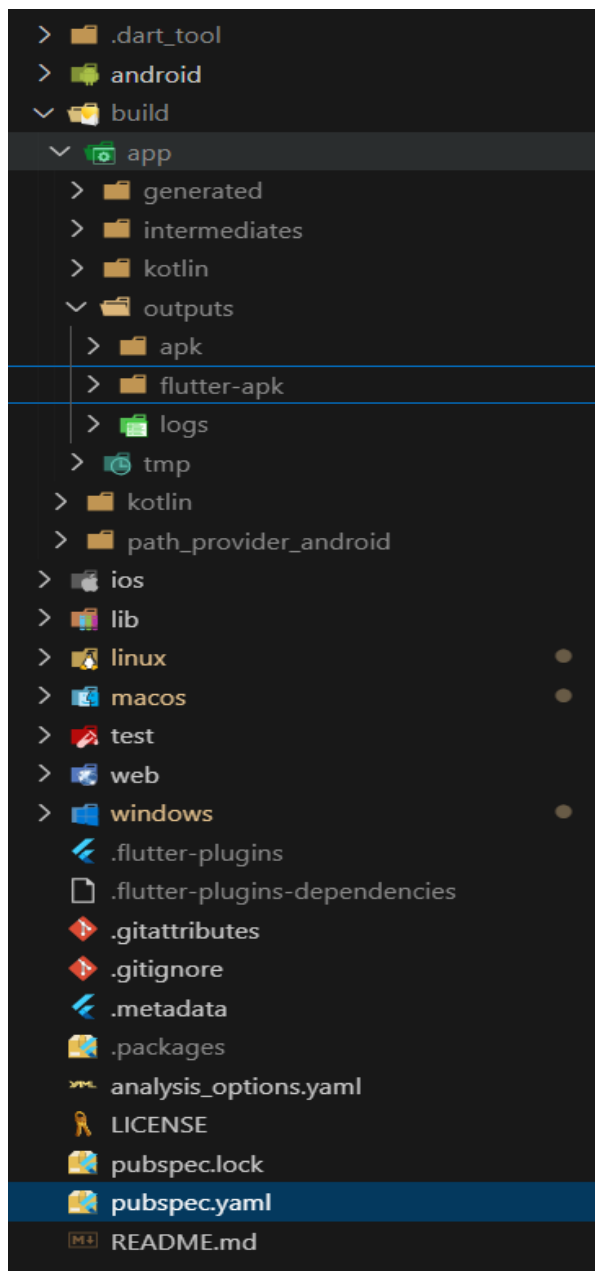 .dart_tool
android
build
app
generated
intermediates
kotlin
outputs
apk
flutter-apk
logs
tmp
kotlin
path_provider_android
ios
lib
linux
macos
test
web
windows
.flutter-plugins
.flutter-plugins-dependencies
.gitattributes
.gitignore
.metadata
.packages
analysis_options.yaml
LICENSE
pubspec.lock
pubspec.yaml
README.md